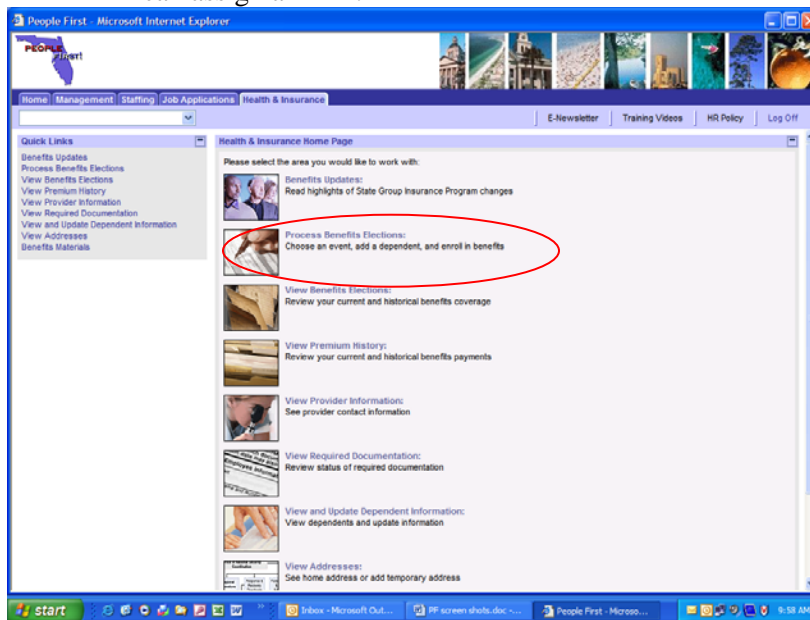 People First - Microsoft Internet Explorer
PEOPLE
First!
Home Management Staffing Job Applications Health & Insurance
E-Newsletter Training Videos HR Policy Log Off
Quick Links
Benefits Updates
Process Benefits Elections
View Benefits Elections
View Premium History
View Provider Information
View Required Documentation
View and Update Dependent Information
View Addresses
Benefits Materials
Health & Insurance Home Page
Please select the area you would like to work with:
Benefits Updates:
Read highlights of State Group Insurance Program changes
Process Benefits Elections:
Choose an event, add a dependent, and enroll in benefits
View Benefits Elections:
Review your current and historical benefits coverage
View Premium History:
Review your current and historical benefits payments
View Provider Information:
See provider contact information
View Required Documentation:
Review status of required documentation
View and Update Dependent Information:
View dependents and update information
View Addresses:
See home address or add temporary address
start Inbox - Microsoft Out... PF screen shots.doc -... People First - Microso... 9:58 AM